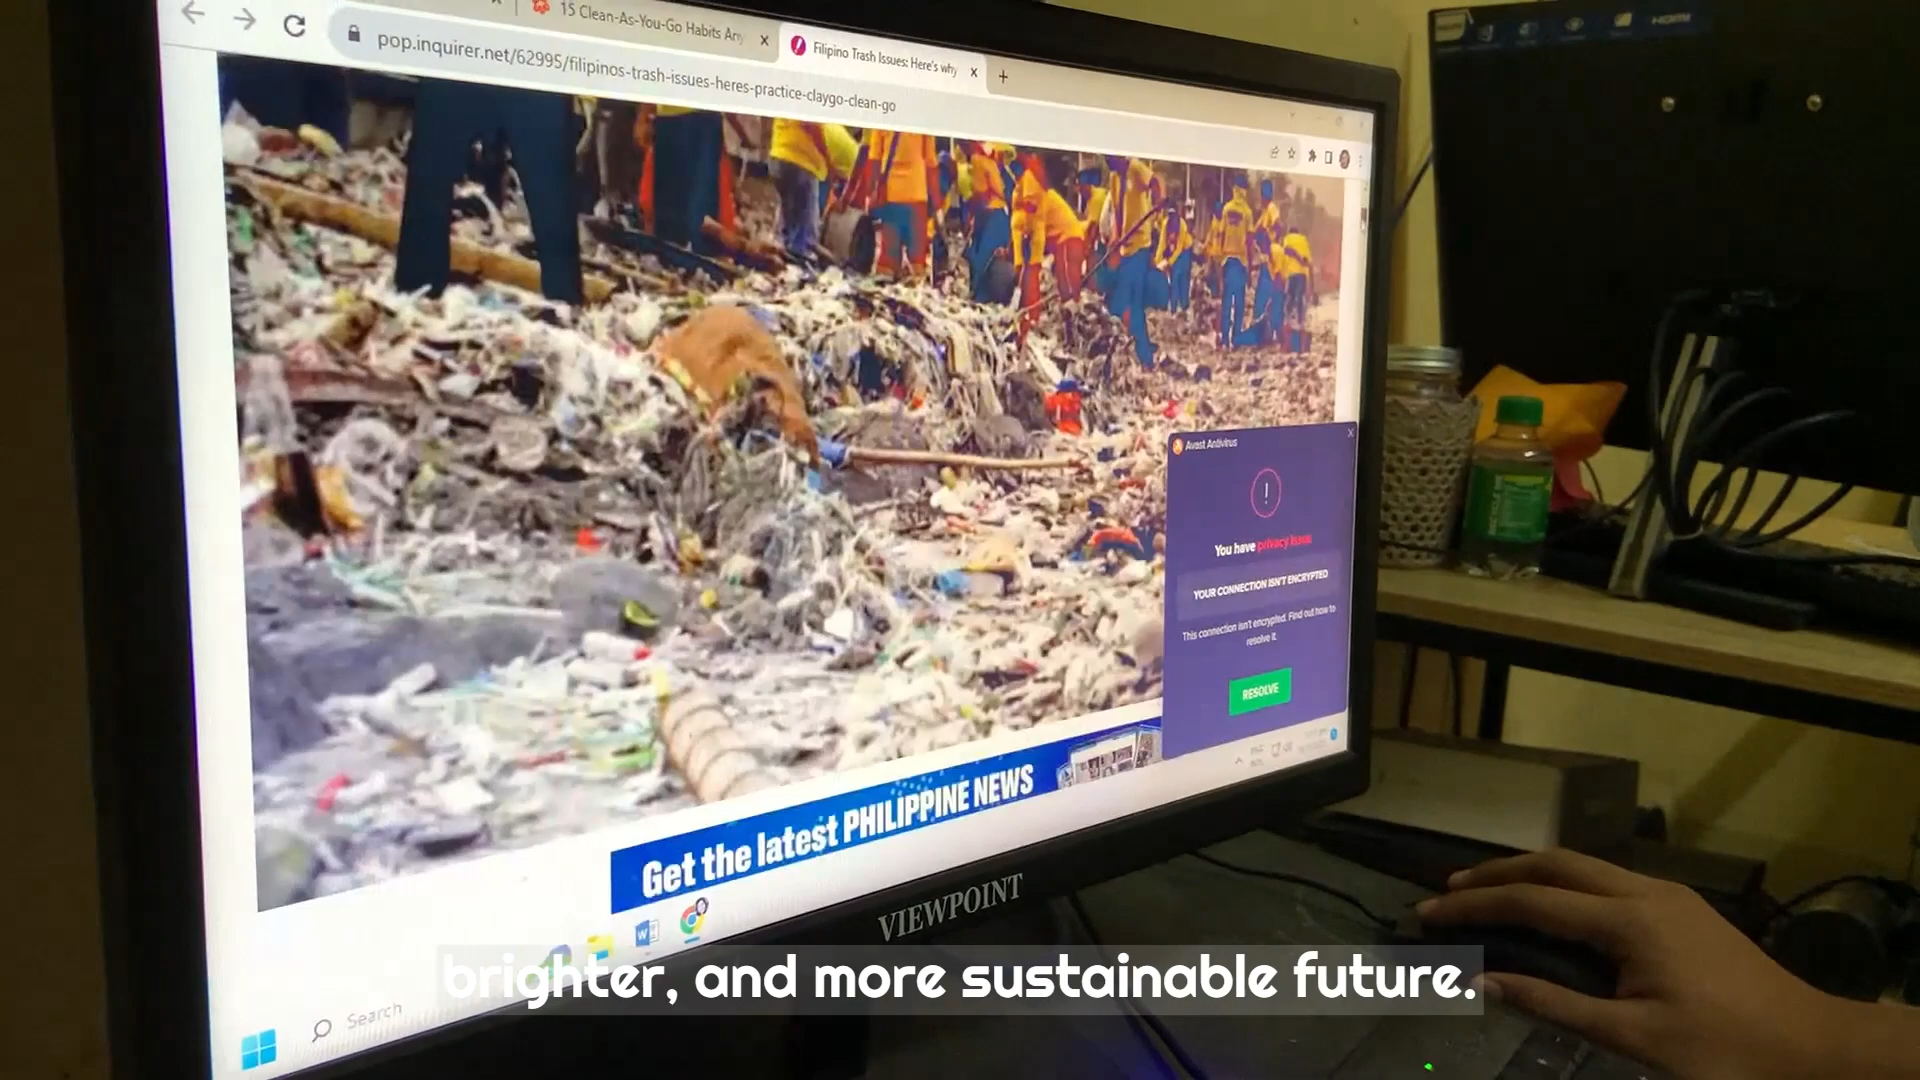 15 Clean-As-You-Go Habits Any
Filipino Trash Issues: Here's why
pop.inquirer.net/62995/filipinos-trash-issues-heres-practice-claygo-clean-go
HDMI
Avast Antivirus
!
You have privacy issue
YOUR CONNECTION ISN'T ENCRYPTED
This connection isn't encrypted. Find out how to
resolve it.
RESOLVE
Get the latest PHILIPPINE NEWS
VIEWPOINT
W
brighter, and more sustainable future.
Search